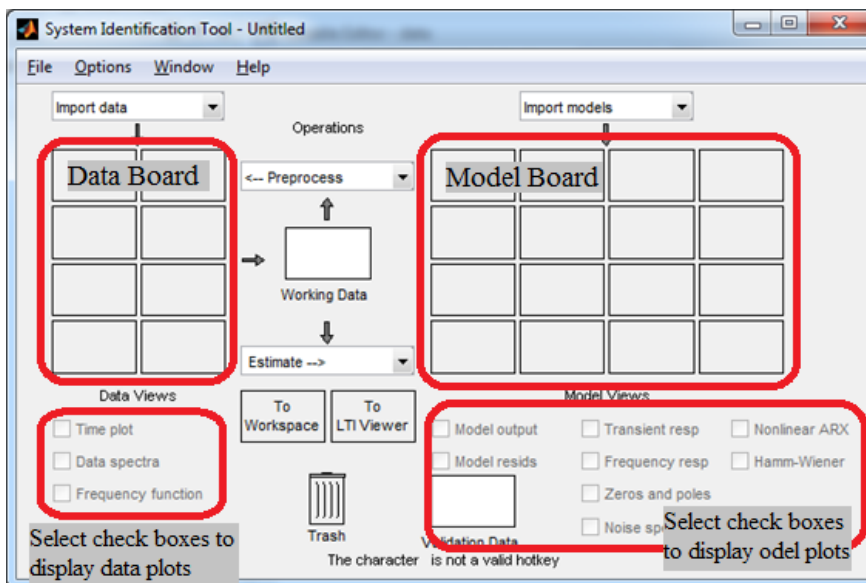 System Identification Tool - Untitled
File Options Window Help
Import data
Import models
Operations
Data Board
<-- Preprocess
Model Board
Working Data
Estimate -->
Data Views
Model Views
To Workspace
To LTI Viewer
Time plot
Data spectra
Frequency function
Model output
Transient resp
Nonlinear ARX
Model resids
Frequency resp
Hamm-Wiener
Zeros and poles
Trash
Validation Data
Select check boxes to
display data plots
Select check boxes
to display odel plots
The character is not a valid hotkey